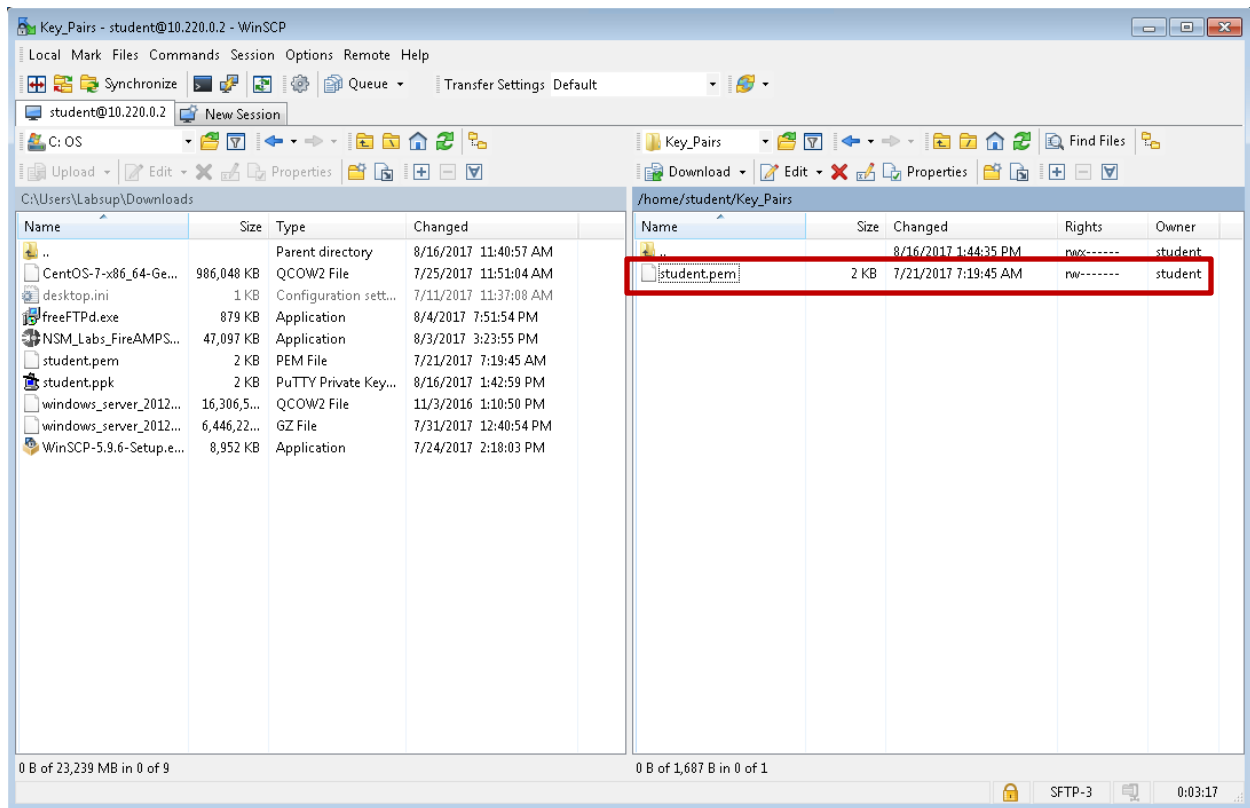 Key_Pairs - student@10.220.0.2 - WinSCP
Local Mark Files Commands Session Options Remote Help
Synchronize Queue Transfer Settings Default
student@10.220.0.2 New Session
C: OS Key_Pairs Find Files
Upload Edit Properties Download Edit Properties
C:\Users\Labsup\Downloads /home/student/Key_Pairs
Name Size Type Changed Name Size Changed Rights Owner
.. Parent directory 8/16/2017 11:40:57 AM .. 8/16/2017 1:44:35 PM rwx------ student
CentOS-7-x86_64-Ge... 986,048 KB QCOW2 File 7/25/2017 11:51:04 AM student.pem 2 KB 7/21/2017 7:19:45 AM rw------- student
desktop.ini 1 KB Configuration sett... 7/11/2017 11:37:08 AM
freeFTPd.exe 879 KB Application 8/4/2017 7:51:54 PM
NSM_Labs_FireAMPS... 47,097 KB Application 8/3/2017 3:23:55 PM
student.pem 2 KB PEM File 7/21/2017 7:19:45 AM
student.ppk 2 KB PuTTY Private Key... 8/16/2017 1:42:59 PM
windows_server_2012... 16,306,5... QCOW2 File 11/3/2016 1:10:50 PM
windows_server_2012... 6,446,22... GZ File 7/31/2017 12:40:54 PM
WinSCP-5.9.6-Setup.e... 8,952 KB Application 7/24/2017 2:18:03 PM
0 B of 23,239 MB in 0 of 9 0 B of 1,687 B in 0 of 1
SFTP-3 0:03:17